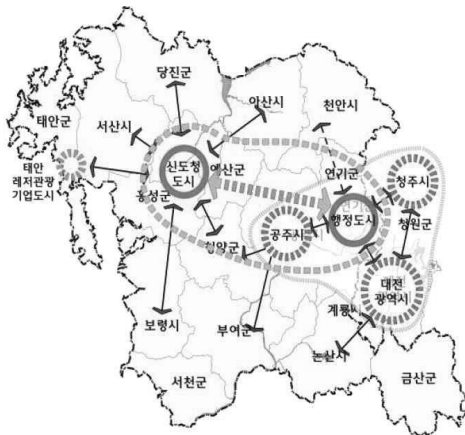 당진군
아산시
천안시
태안군
서산시
태안
레저관광
기업도시
신도청
도시
예산군
연기군
청주시
홍성군
행정도시
공주시
청원군
청양군
대전
광역시
보령시
부여군
계룡시
논산시
서천군
금산군